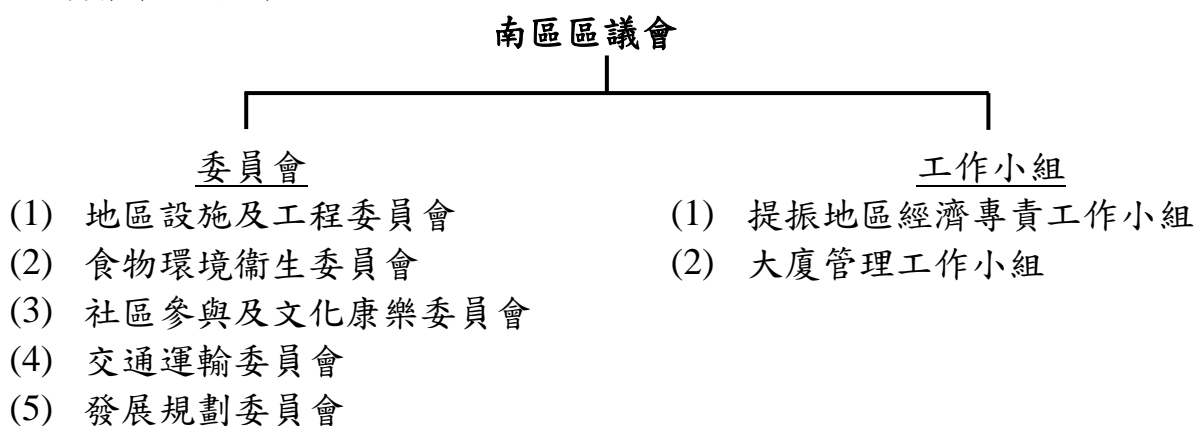 南區區議會
委員會
(1) 地區設施及工程委員會
(2) 食物環境衞生委員會
(3) 社區參與及文化康樂委員會
(4) 交通運輸委員會
(5) 發展規劃委員會
工作小組
(1) 提振地區經濟專責工作小組
(2) 大廈管理工作小組